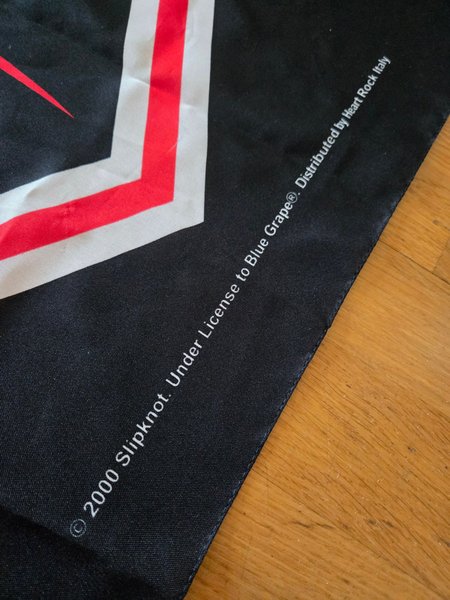 © 2000 Slipknot. Under License to Blue Grape®. Distributed by Heart Rock Italy